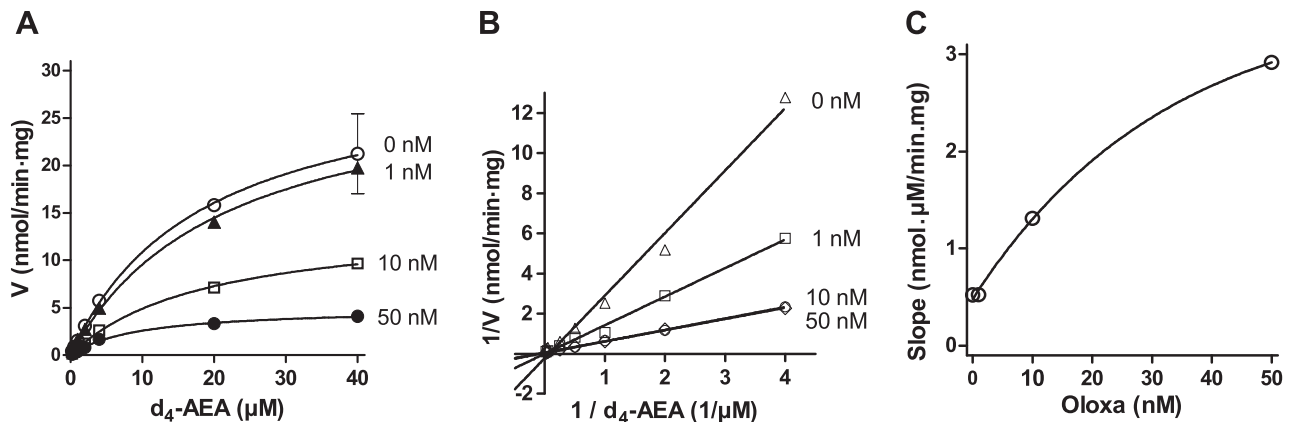 A
V (nmol/min·mg)
30
25
20
15
10
5
0
0 nM
1 nM
10 nM
50 nM
0 10 20 30 40
d4-AEA (µM)
B
1/V (nmol/min·mg)
12
10
8
6
4
2
-2
0 nM
1 nM
10 nM
50 nM
1 2 3 4
1 / d4-AEA (1/µM)
C
Slope (nmol.µM/min.mg)
3
2
1
0
0 10 20 30 40 50
Oloxa (nM)